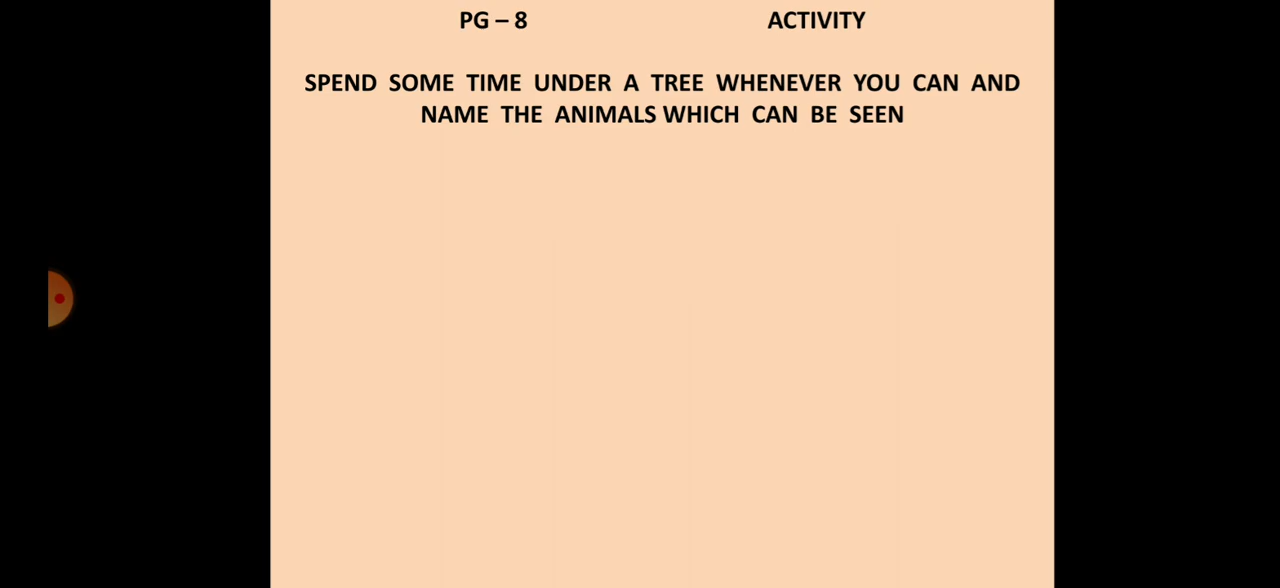 PG – 8 ACTIVITY
SPEND SOME TIME UNDER A TREE WHENEVER YOU CAN AND
NAME THE ANIMALS WHICH CAN BE SEEN